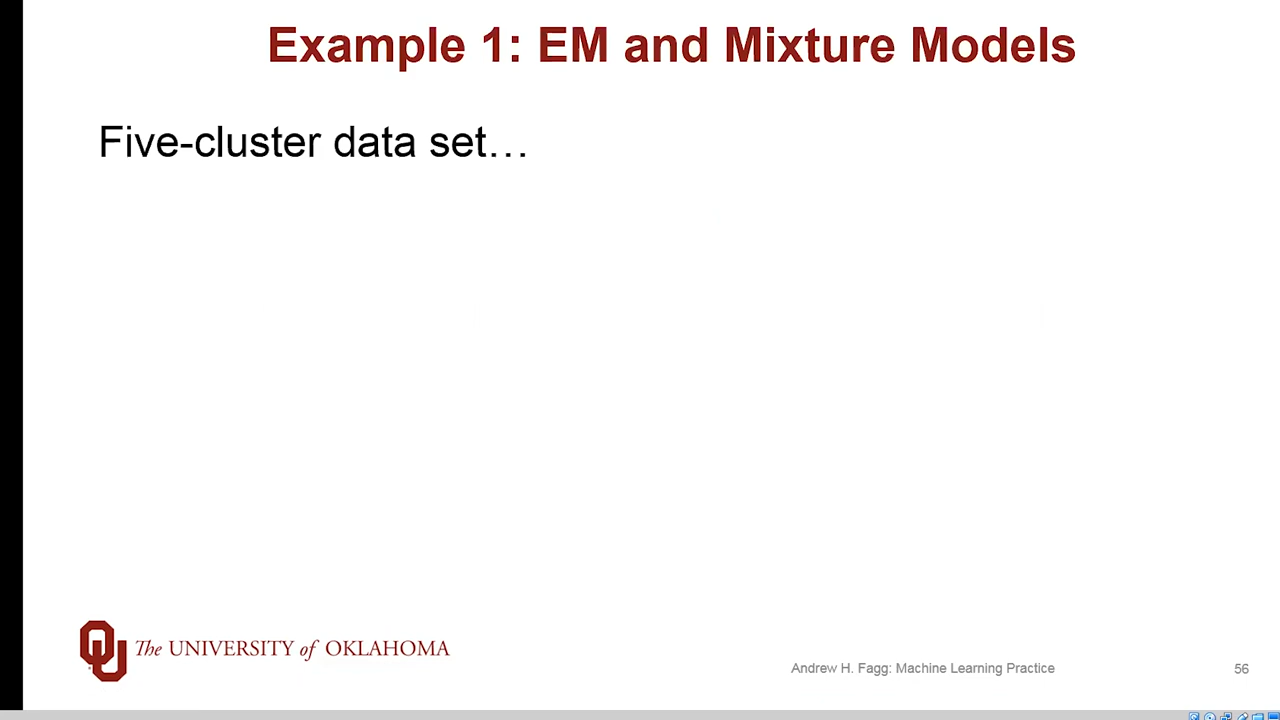 Example 1: EM and Mixture Models
Five-cluster data set…
The UNIVERSITY of OKLAHOMA
Andrew H. Fagg: Machine Learning Practice
56